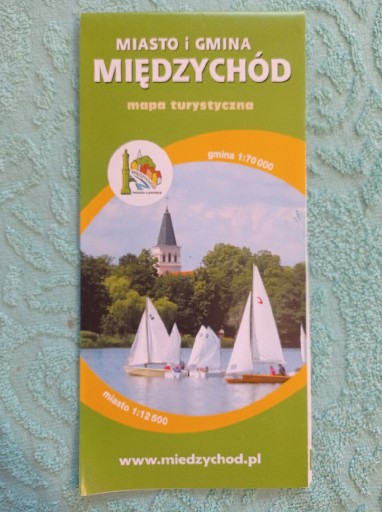 MIASTO i GMINA
MIĘDZYCHÓD
mapa turystyczna
gmina 1:70 000
miasto 1:12 500
www.miedzychod.pl